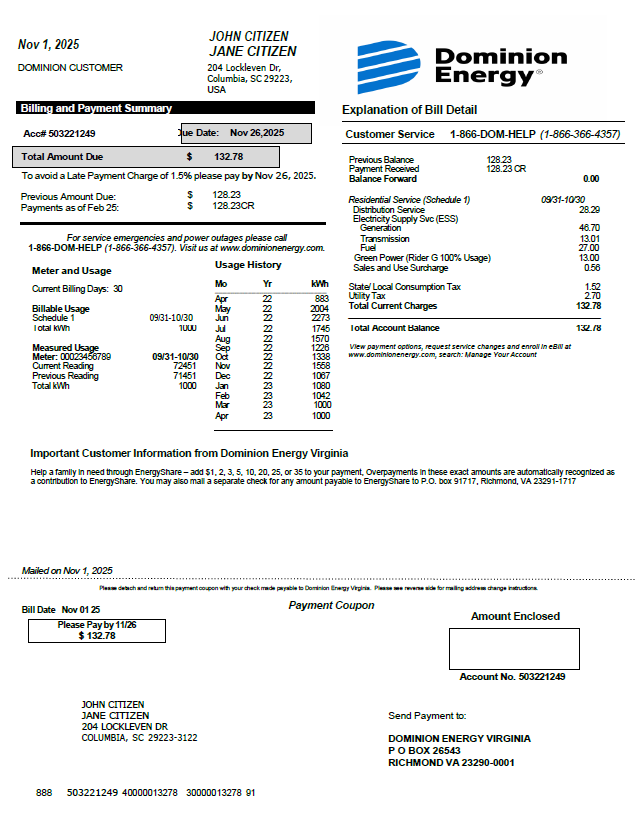 Nov 1, 2025
DOMINION CUSTOMER
JOHN CITIZEN
JANE CITIZEN
204 Lockleven Dr,
Columbia, SC 29223,
USA
Dominion
Energy®
Billing and Payment Summary
Acc# 503221249 ue Date: Nov 26,2025
Total Amount Due $ 132.78
To avoid a Late Payment Charge of 1.5% please pay by Nov 26, 2025.
Previous Amount Due: $ 128.23
Payments as of Feb 25: $ 128.23CR
For service emergencies and power outages please call
1-866-DOM-HELP (1-866-366-4357). Visit us at www.dominionenergy.com.
Meter and Usage
Current Billing Days: 30
Billable Usage
Schedule 1 09/31-10/30
Total kWh 1000
Measured Usage
Meter: 00023456789 09/31-10/30
Current Reading 72451
Previous Reading 71451
Total kWh 1000
Usage History
Mo Yr kWh
Apr 22 883
May 22 2004
Jun 22 2273
Jul 22 1745
Aug 22 1570
Sep 22 1226
Oct 22 1338
Nov 22 1558
Dec 22 1067
Jan 23 1080
Feb 23 1042
Mar 23 1000
Apr 23 1000
Explanation of Bill Detail
Customer Service 1-866-DOM-HELP (1-866-366-4357)
Previous Balance 128.23
Payment Received 128.23 CR
Balance Forward 0.00
Residential Service (Schedule 1) 09/31-10/30
Distribution Service 28.29
Electricity Supply Svc (ESS)
Generation 46.70
Transmission 13.01
Fuel 27.00
Green Power (Rider G 100% Usage) 13.00
Sales and Use Surcharge 0.56
State/ Local Consumption Tax 1.52
Utility Tax 2.70
Total Current Charges 132.78
Total Account Balance 132.78
View payment options, request service changes and enroll in eBill at
www.dominionenergy.com, search: Manage Your Account
Important Customer Information from Dominion Energy Virginia
Help a family in need through EnergyShare – add $1, 2, 3, 5, 10, 20, 25, or 35 to your payment, Overpayments in these exact amounts are automatically recognized as
a contribution to EnergyShare. You may also mail a separate check for any amount payable to EnergyShare to P.O. box 91717, Richmond, VA 23291-1717
Mailed on Nov 1, 2025
Please detach and return this payment coupon with your check made payable to Dominion Energy Virginia. Please see reverse side for mailing address change instructions.
Bill Date Nov 01 25
Payment Coupon
Please Pay by 11/26
$ 132.78
Amount Enclosed
Account No. 503221249
JOHN CITIZEN
JANE CITIZEN
204 LOCKLEVEN DR
COLUMBIA, SC 29223-3122
Send Payment to:
DOMINION ENERGY VIRGINIA
P O BOX 26543
RICHMOND VA 23290-0001
888 503221249 40000013278 30000013278 91